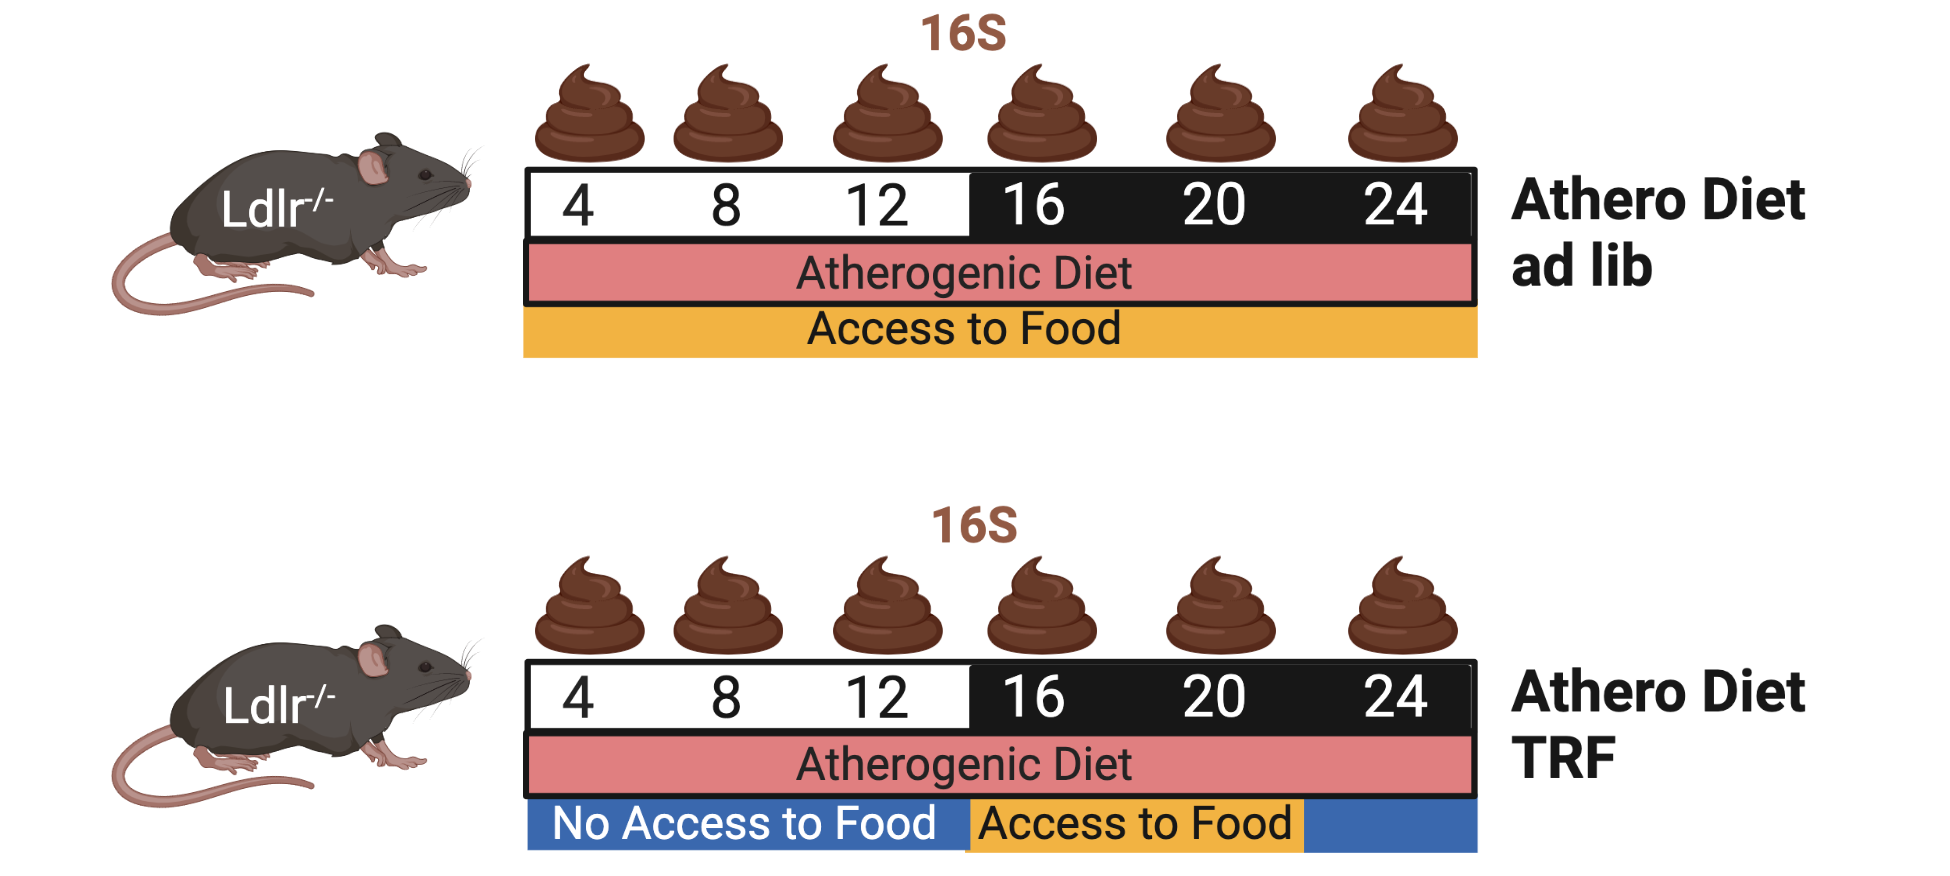 16S
Ldlr-/-
4 8 12 16 20 24
Atherogenic Diet
Access to Food
Athero Diet
ad lib
16S
Ldlr-/-
4 8 12 16 20 24
Atherogenic Diet
No Access to Food Access to Food
Athero Diet
TRF